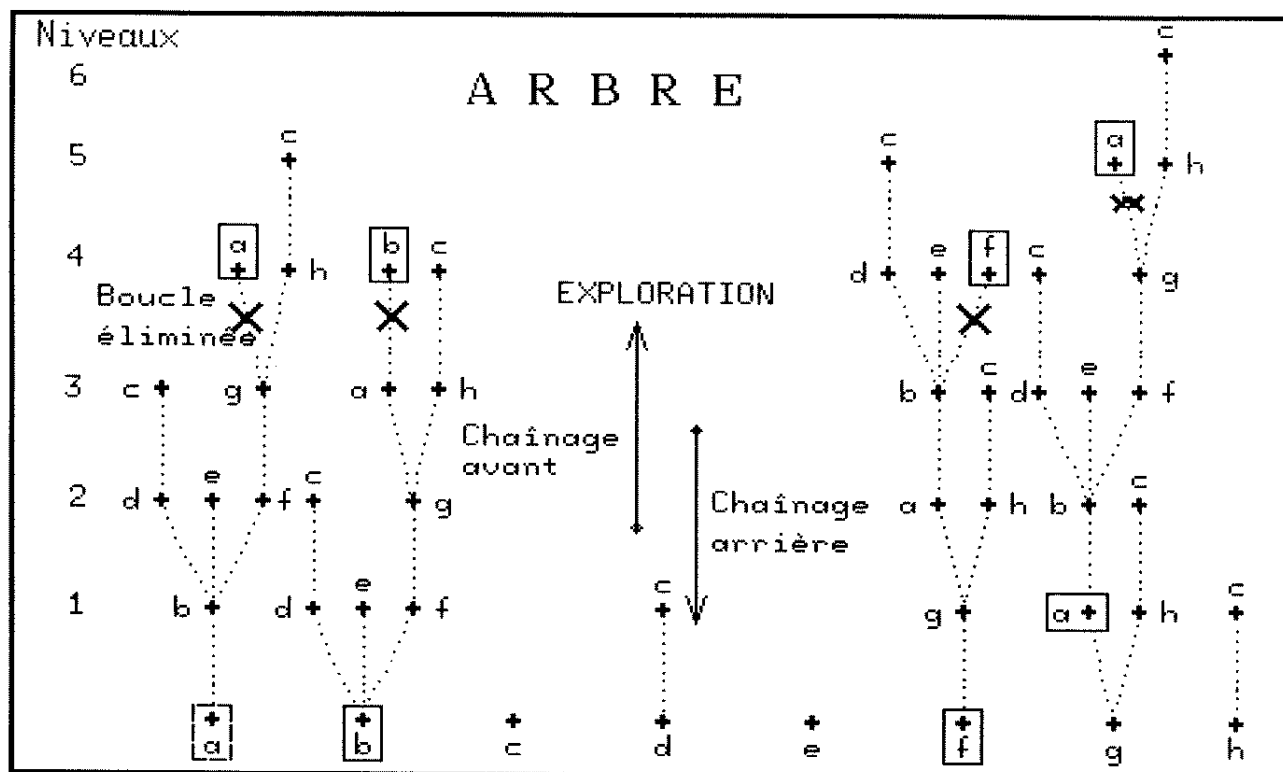 Niveaux
c
6
A R B R E
c
c
a
5
h
a
b
c
c
e
f
c
4
h
d
g
Boucle
éliminée
EXPLORATION
3
c
g
a
h
b
c
d
e
f
Chaînage
avant
2
d
e
f
c
g
a
h
b
c
Chaînage
arrière
1
b
d
e
f
c
g
a
h
c
a
b
c
d
e
f
g
h